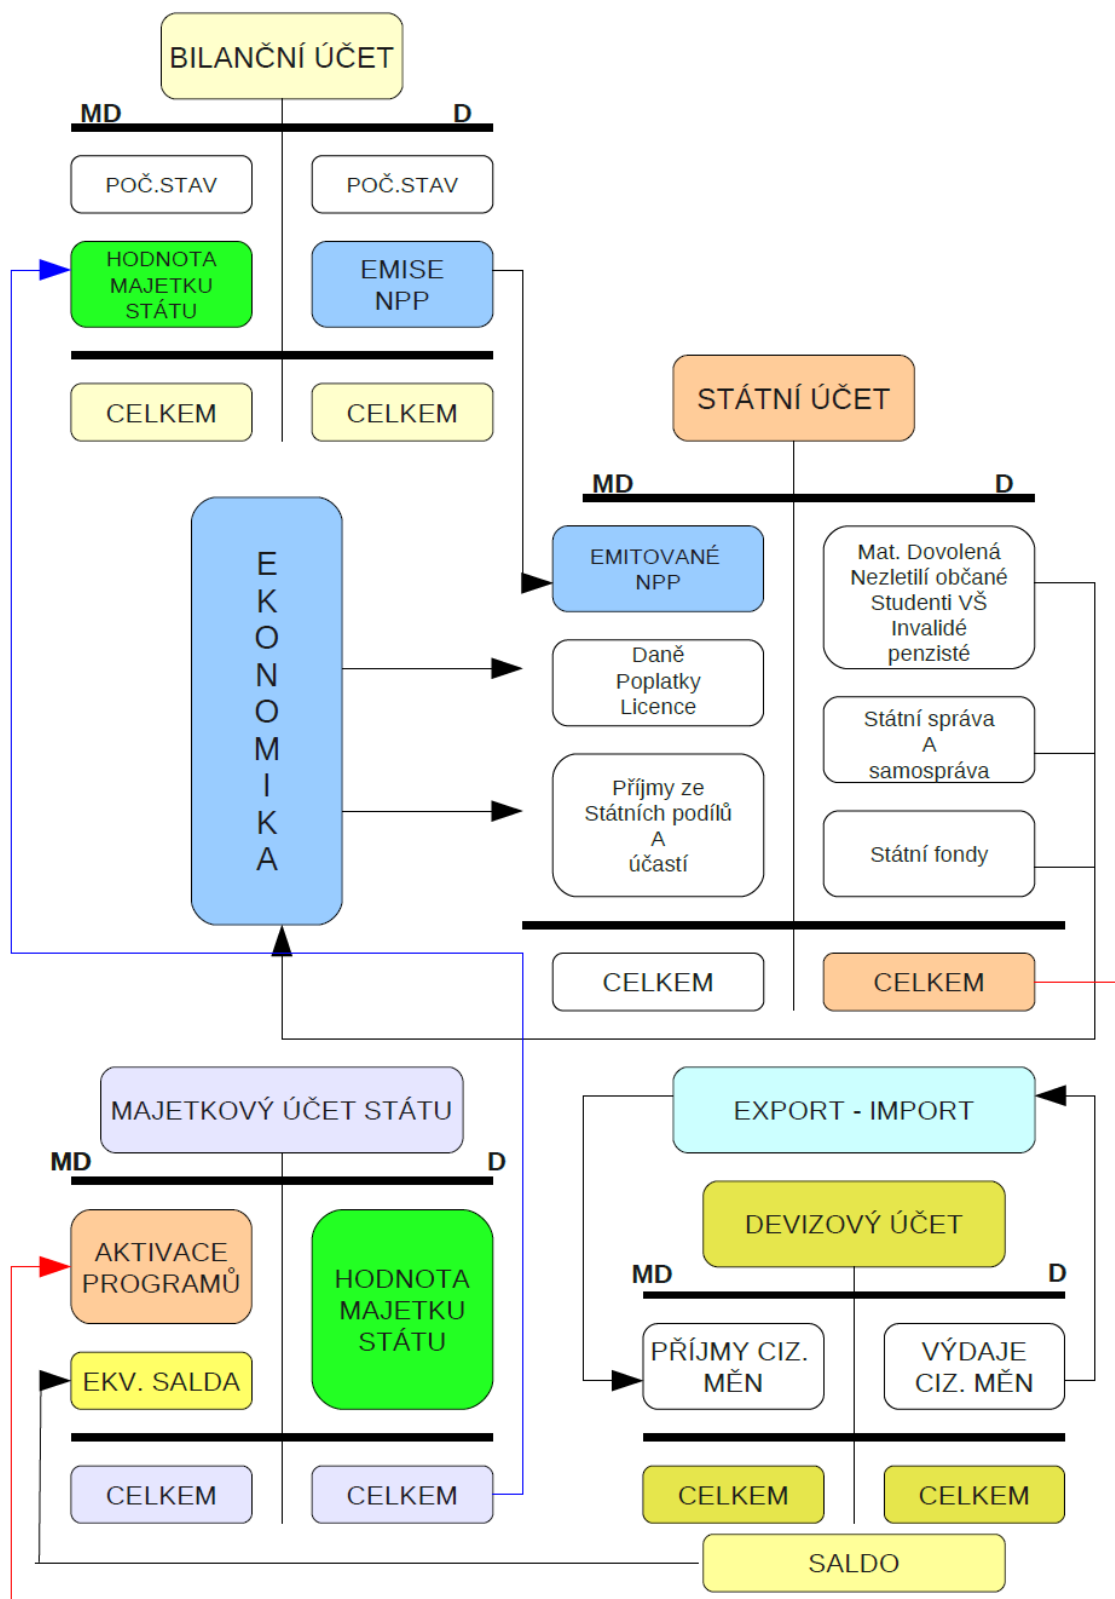 BILANČNÍ ÚČET
MD
D
POČ.STAV
POČ.STAV
HODNOTA
MAJETKU
STÁTU
EMISE
NPP
CELKEM
CELKEM
STÁTNÍ ÚČET
MD
D
E
K
O
N
O
M
I
K
A
EMITOVANÉ
NPP
Mat. Dovolená
Nezletilí občané
Studenti VŠ
Invalidé
penzisté
Daně
Poplatky
Licence
Státní správa
A
samospráva
Příjmy ze
Státních podílů
A
účastí
Státní fondy
CELKEM
CELKEM
MAJETKOVÝ ÚČET STÁTU
MD
D
AKTIVACE
PROGRAMŮ
HODNOTA
MAJETKU
STÁTU
EKV. SALDA
CELKEM
CELKEM
EXPORT - IMPORT
DEVIZOVÝ ÚČET
MD
D
PŘÍJMY CIZ.
MĚN
VÝDAJE
CIZ. MĚN
CELKEM
CELKEM
SALDO